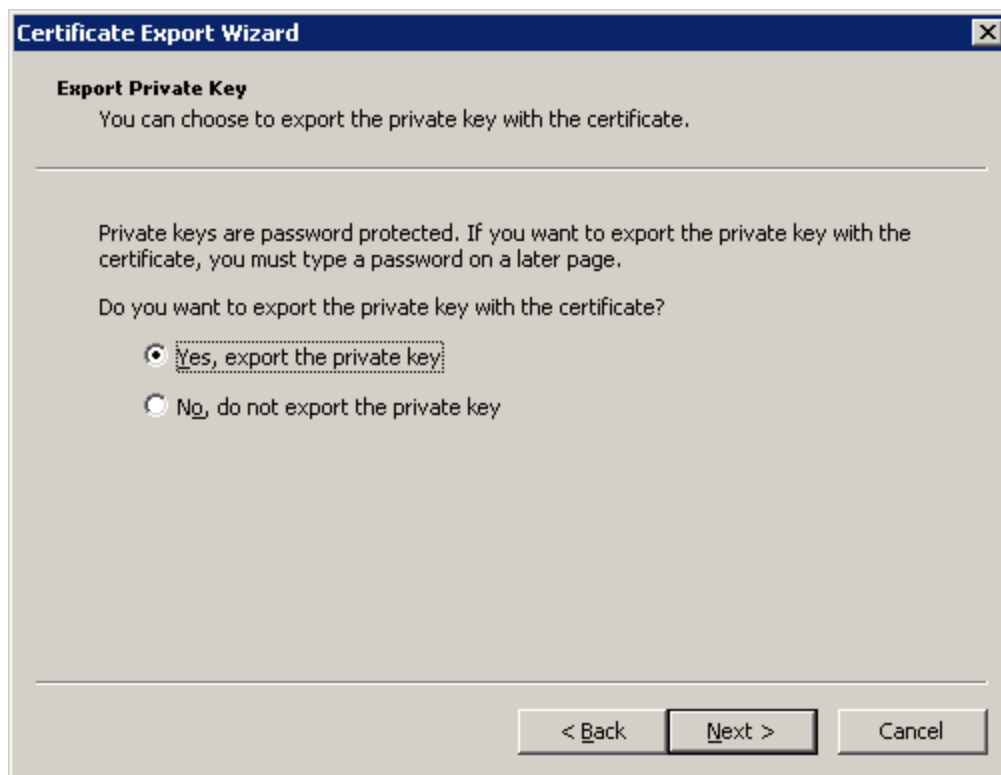 Certificate Export Wizard
Export Private Key
You can choose to export the private key with the certificate.
Private keys are password protected. If you want to export the private key with the
certificate, you must type a password on a later page.
Do you want to export the private key with the certificate?
Yes, export the private key
No, do not export the private key
< Back
Next >
Cancel